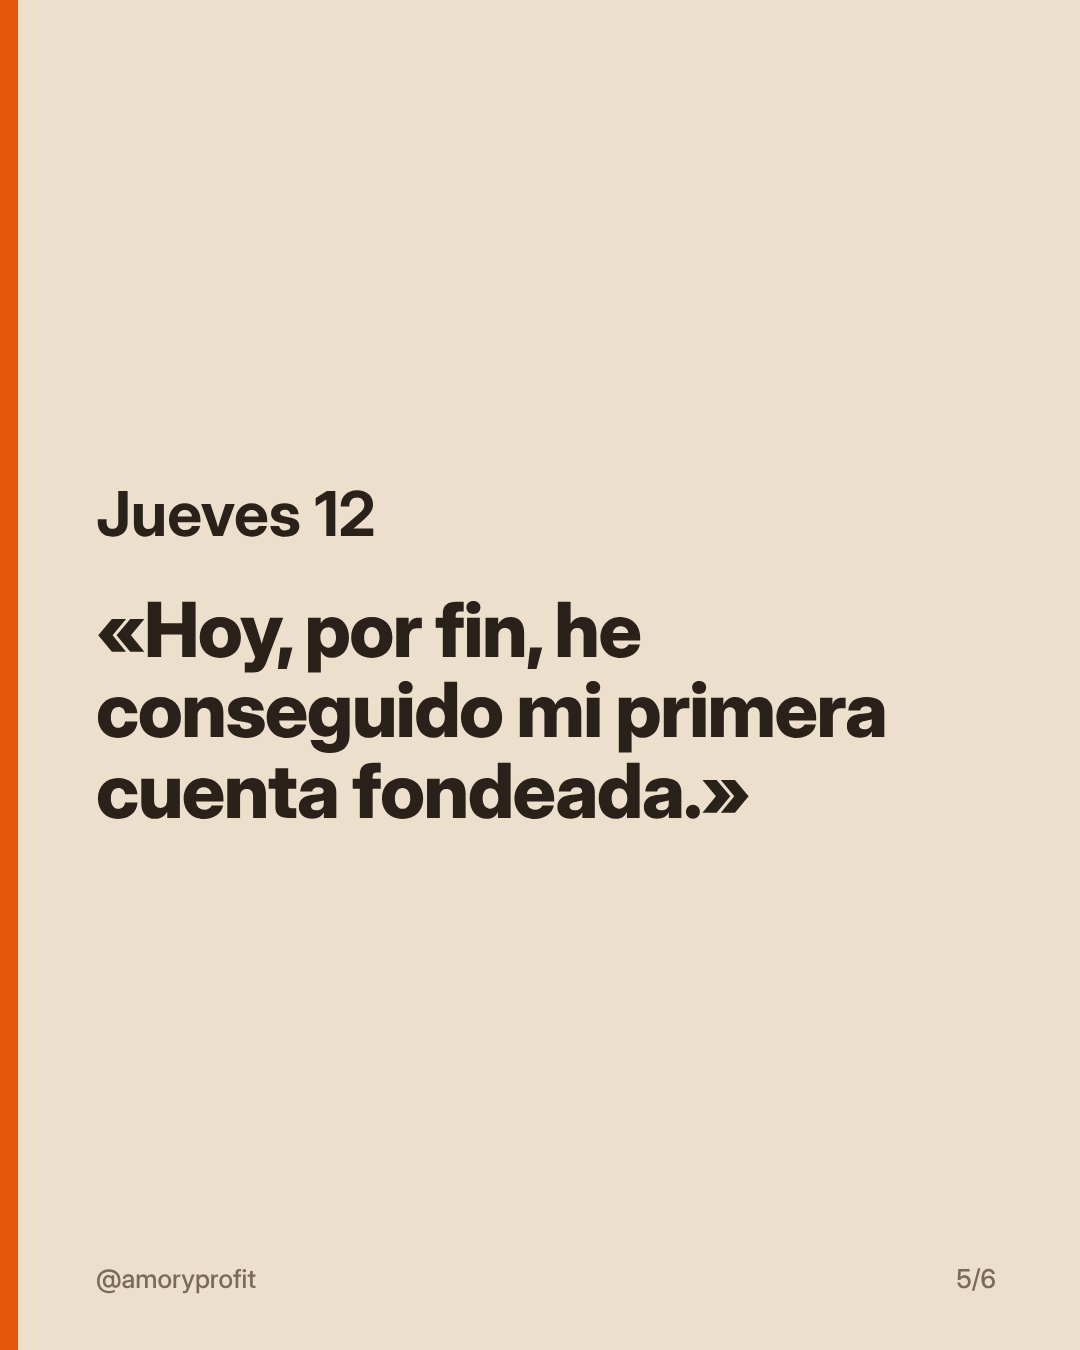 Jueves 12
«Hoy, por fin, he
conseguido mi primera
cuenta fondeada.»
@amoryprofit
5/6